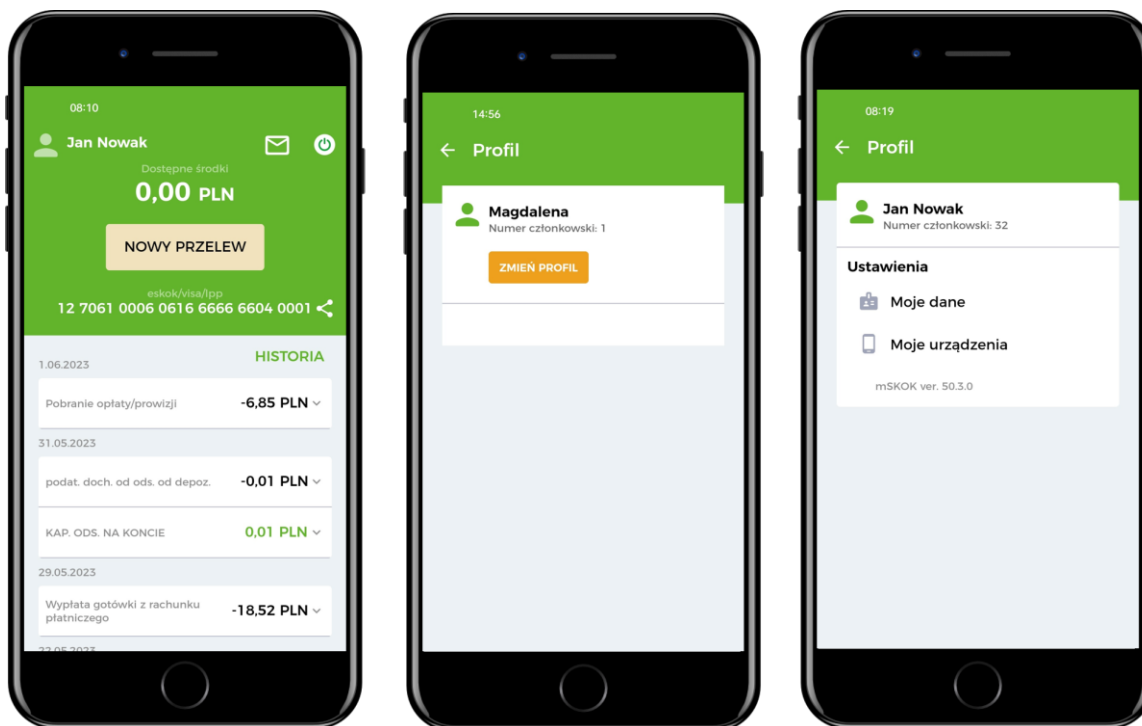 08:10
Jan Nowak
Dostępne środki
0,00 PLN
NOWY PRZELEW
eskok/visa/lpp
12 7061 0006 0616 6666 6604 0001
HISTORIA
1.06.2023
Pobranie opłaty/prowizji -6,85 PLN
31.05.2023
podat. doch. od ods. od depoz. -0,01 PLN
KAP. ODS. NA KONCIE 0,01 PLN
29.05.2023
Wypłata gotówki z rachunku
płatniczego -18,52 PLN
22.05.2023
14:56
Profil
Magdalena
Numer członkowski: 1
ZMIEŃ PROFIL
08:19
Profil
Jan Nowak
Numer członkowski: 32
Ustawienia
Moje dane
Moje urządzenia
mSKOK ver. 50.3.0